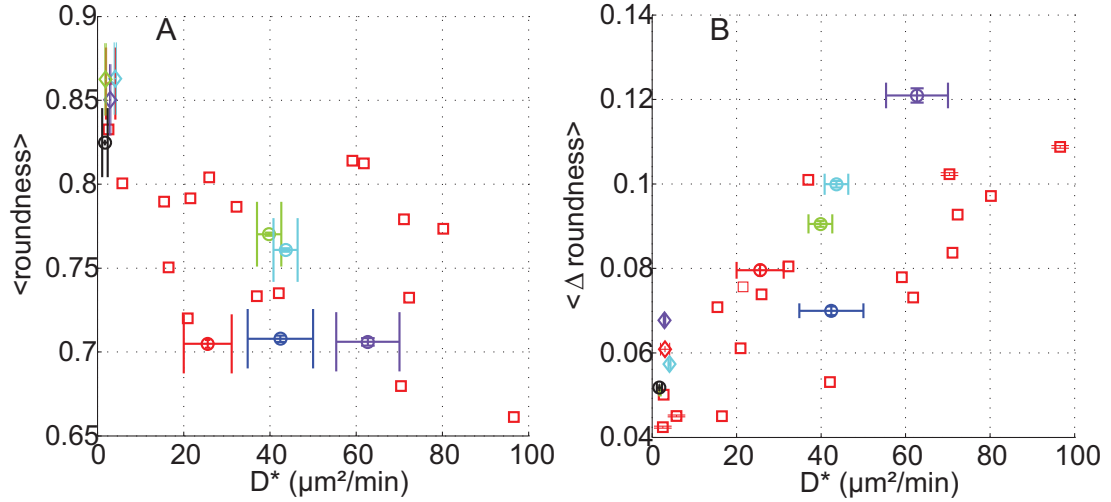 A
0.9
0.85
0.8
0.75
0.7
0.65
<roundness>
0 20 40 60 80 100
D* (µm²/min)
B
0.14
0.12
0.1
0.08
0.06
0.04
<Δ roundness>
0 20 40 60 80 100
D* (µm²/min)